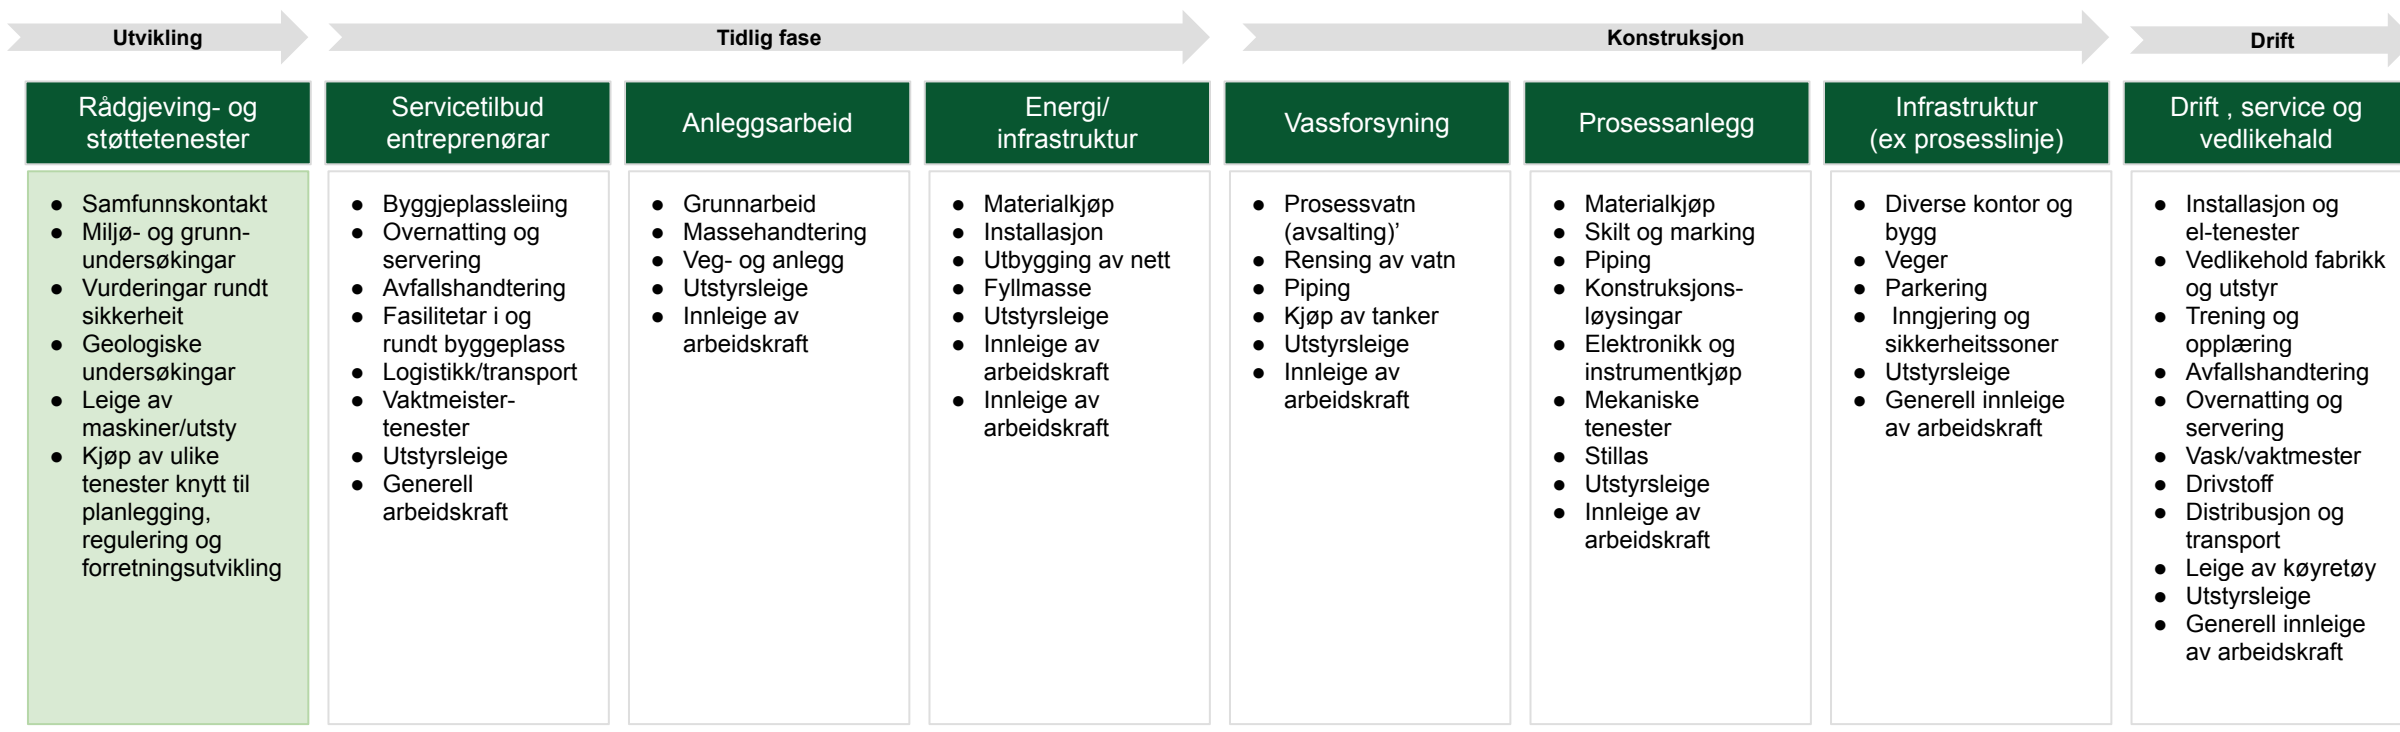 Utvikling
Tidlig fase
Konstruksjon
Drift
Rådgjeving- og
støttetenester
● Samfunnskontakt
● Miljø- og grunn-
undersøkingar
● Vurderingar rundt
sikkerheit
● Geologiske
undersøkingar
● Leige av
maskiner/utsty
● Kjøp av ulike
tenester knytt til
planlegging,
regulering og
forretningsutvikling
Servicetilbud
entreprenørar
● Byggjeplassleiing
● Overnatting og
servering
● Avfallshandtering
● Fasilitetar i og
rundt byggeplass
● Logistikk/transport
● Vaktmeister-
tenester
● Utstyrsleige
● Generell
arbeidskraft
Anleggsarbeid
● Grunnarbeid
● Massehandtering
● Veg- og anlegg
● Utstyrsleige
● Innleige av
arbeidskraft
Energi/
infrastruktur
● Materialkjøp
● Installasjon
● Utbygging av nett
● Fyllmasse
● Utstyrsleige
● Innleige av
arbeidskraft
● Innleige av
arbeidskraft
Vassforsyning
● Prosessvatn
(avsalting)’
● Rensing av vatn
● Piping
● Kjøp av tanker
● Utstyrsleige
● Innleige av
arbeidskraft
Prosessanlegg
● Materialkjøp
● Skilt og marking
● Piping
● Konstruksjons-
løysingar
● Elektronikk og
instrumentkjøp
● Mekaniske
tenester
● Stillas
● Utstyrsleige
● Innleige av
arbeidskraft
Infrastruktur
(ex prosesslinje)
● Diverse kontor og
bygg
● Veger
● Parkering
● Inngjering og
sikkerheitssoner
● Utstyrsleige
● Generell innleige
av arbeidskraft
Drift , service og
vedlikehald
● Installasjon og
el-tenester
● Vedlikehold fabrikk
og utstyr
● Trening og
opplæring
● Avfallshandtering
● Overnatting og
servering
● Vask/vaktmester
● Drivstoff
● Distribusjon og
transport
● Leige av køyretøy
● Utstyrsleige
● Generell innleige
av arbeidskraft